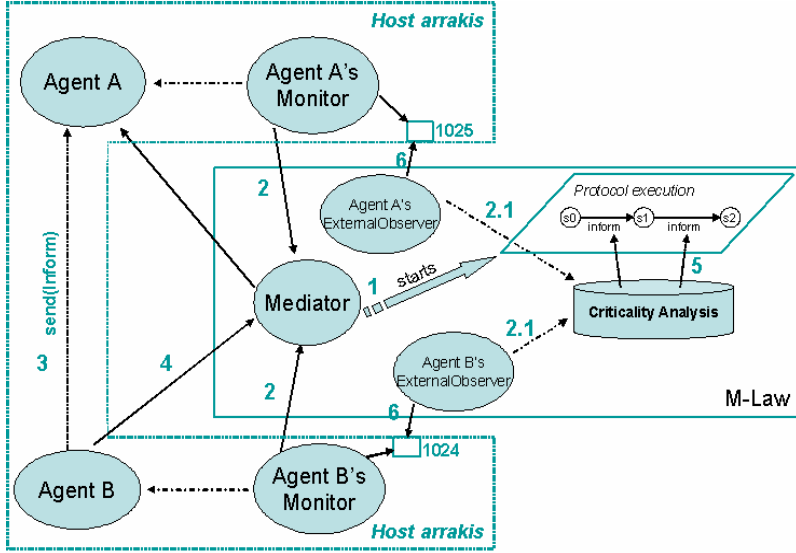 Host arrakis
Agent A
Agent A's
Monitor
1025
6
2
Agent A's
ExternalObserver
2.1
Protocol execution
s0
s1
s2
inform
inform
send(Inform)
Mediator
1
starts
5
Criticality Analysis
3
4
2.1
2
Agent B's
ExternalObserver
M-Law
6
1024
Agent B
Agent B's
Monitor
Host arrakis